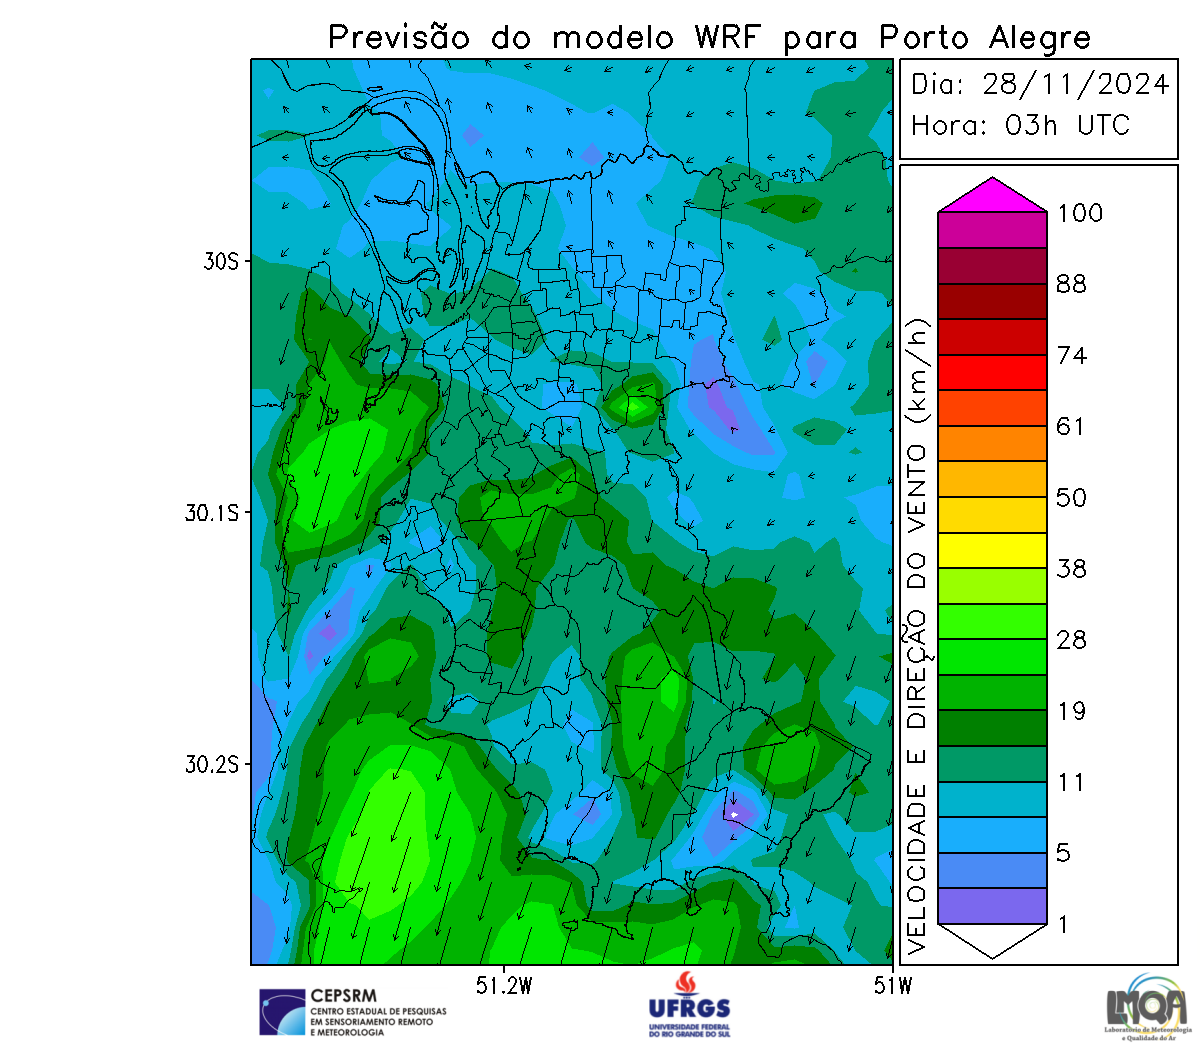 Previsão do modelo WRF para Porto Alegre
Dia: 28/11/2024
Hora: 03h UTC
30S
30.1S
30.2S
51.2W
51W
VELOCIDADE E DIREÇÃO DO VENTO (km/h)
100
88
74
61
50
38
28
19
11
5
1
CEPSRM
CENTRO ESTADUAL DE PESQUISAS
EM SENSORIAMENTO REMOTO
E METEOROLOGIA
UFRGS
UNIVERSIDADE FEDERAL
DO RIO GRANDE DO SUL
LMQA
Laboratório de Meteorologia
e Qualidade do Ar